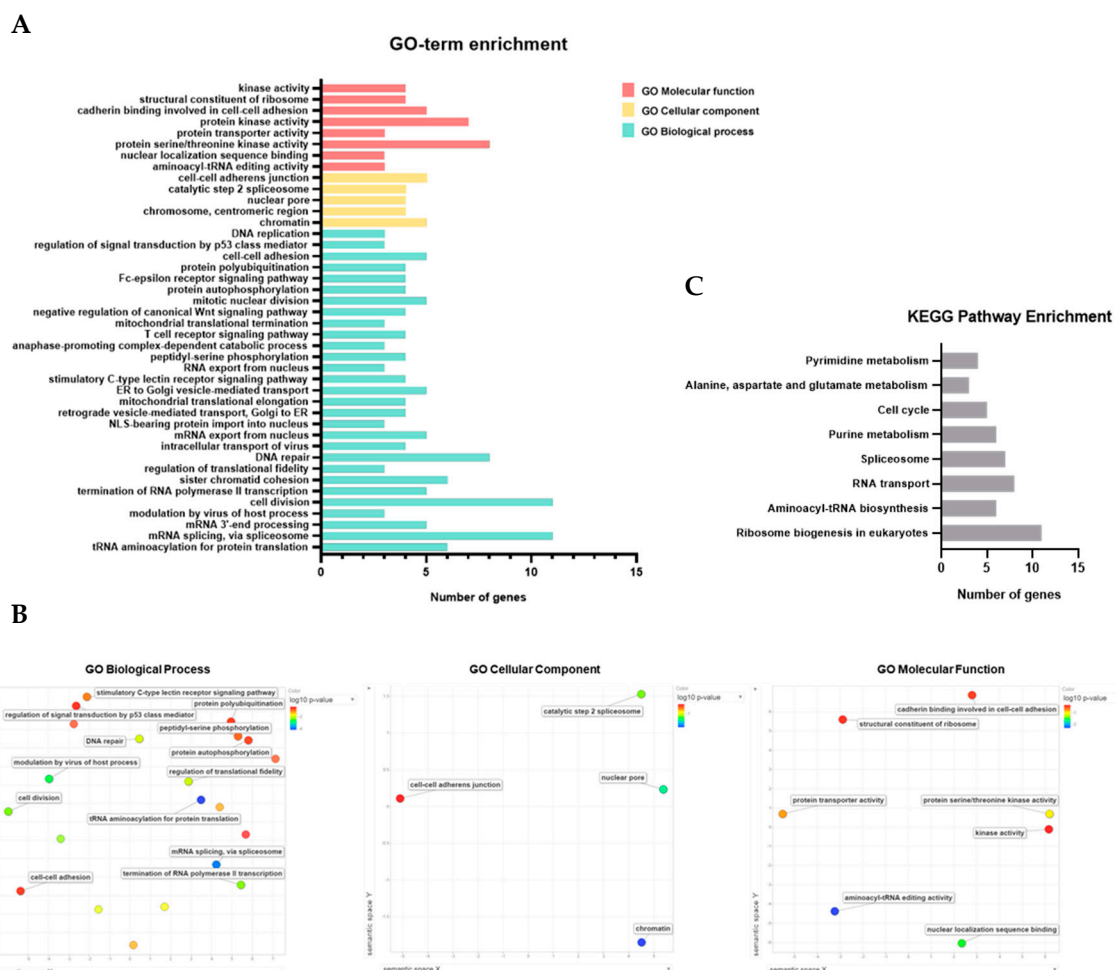 A
GO-term enrichment
kinase activity
structural constituent of ribosome
cadherin binding involved in cell-cell adhesion
protein kinase activity
protein transporter activity
protein serine/threonine kinase activity
nuclear localization sequence binding
aminoacyl-tRNA editing activity
cell-cell adherens junction
catalytic step 2 spliceosome
nuclear pore
chromosome, centromeric region
chromatin
DNA replication
regulation of signal transduction by p53 class mediator
cell-cell adhesion
protein polyubiquitination
Fc-epsilon receptor signaling pathway
protein autophosphorylation
mitotic nuclear division
negative regulation of canonical Wnt signaling pathway
mitochondrial translational termination
T cell receptor signaling pathway
anaphase-promoting complex-dependent catabolic process
peptidyl-serine phosphorylation
RNA export from nucleus
stimulatory C-type lectin receptor signaling pathway
ER to Golgi vesicle-mediated transport
mitochondrial translational elongation
retrograde vesicle-mediated transport, Golgi to ER
NLS-bearing protein import into nucleus
mRNA export from nucleus
intracellular transport of virus
DNA repair
regulation of translational fidelity
sister chromatid cohesion
termination of RNA polymerase II transcription
cell division
modulation by virus of host process
mRNA 3'-end processing
mRNA splicing, via spliceosome
tRNA aminoacylation for protein translation
0 5 10 15
Number of genes
GO Molecular function
GO Cellular component
GO Biological process
C
KEGG Pathway Enrichment
Pyrimidine metabolism
Alanine, aspartate and glutamate metabolism
Cell cycle
Purine metabolism
Spliceosome
RNA transport
Aminoacyl-tRNA biosynthesis
Ribosome biogenesis in eukaryotes
0 5 10 15
Number of genes
B
GO Biological Process
stimulatory C-type lectin receptor signaling pathway
protein polyubiquitination
regulation of signal transduction by p53 class mediator
peptidyl-serine phosphorylation
DNA repair
protein autophosphorylation
modulation by virus of host process
regulation of translational fidelity
cell division
tRNA aminoacylation for protein translation
mRNA splicing, via spliceosome
termination of RNA polymerase II transcription
cell-cell adhesion
Color
log10 p-value
GO Cellular Component
catalytic step 2 spliceosome
nuclear pore
cell-cell adherens junction
chromatin
semantic space Y
semantic space X
Color
log10 p-value
GO Molecular Function
cadherin binding involved in cell-cell adhesion
structural constituent of ribosome
protein transporter activity
protein serine/threonine kinase activity
kinase activity
aminoacyl-tRNA editing activity
nuclear localization sequence binding
semantic space Y
semantic space X
Color
log10 p-value